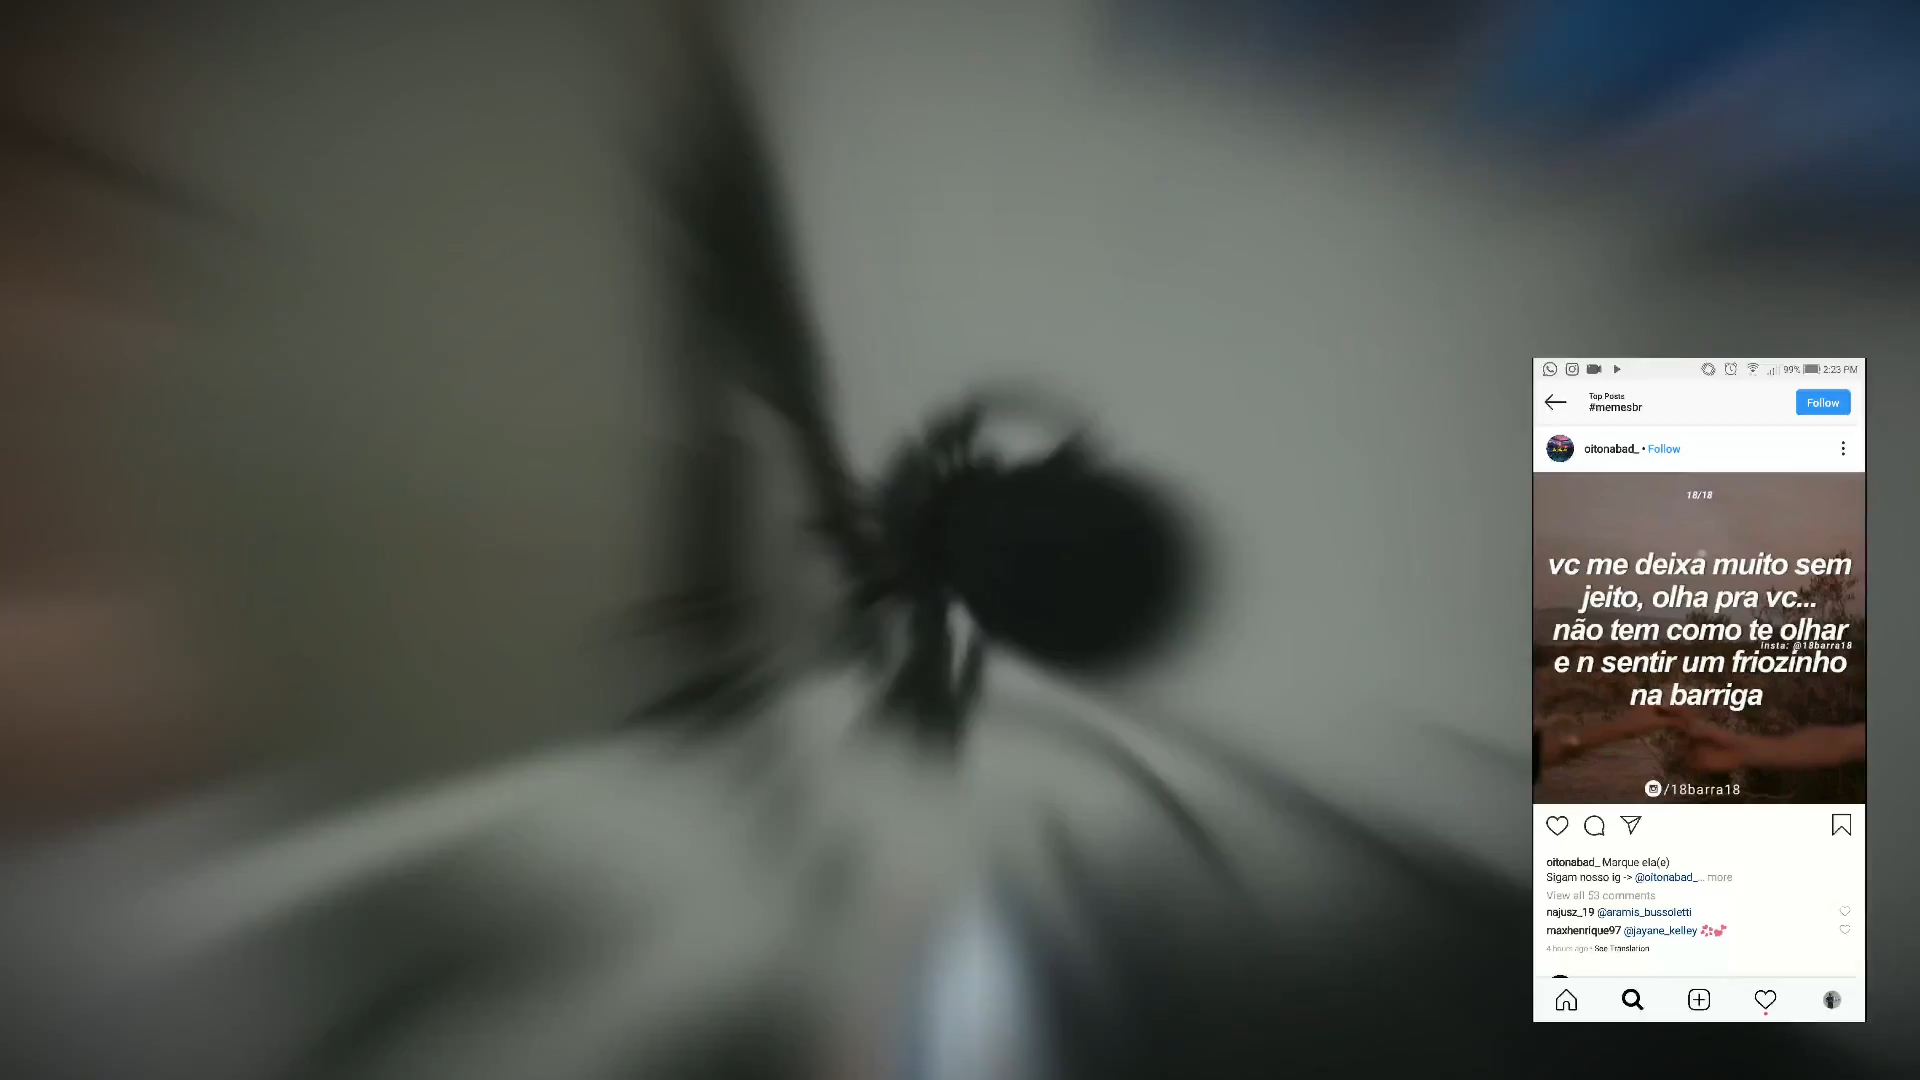 99% 2:23 PM
Top Posts
#memesbr
Follow
oitonabad_ • Follow
18/18
vc me deixa muito sem
jeito, olha pra vc...
não tem como te olhar
insta: @18barra18
e n sentir um friozinho
na barriga
/18barra18
oitonabad_ Marque ela(e)
Sigam nosso ig -> @oitonabad_... more
View all 53 comments
najusz_19 @aramis_bussoletti
maxhenrique97 @jayane_kelley 💞💕
4 hours ago • See Translation